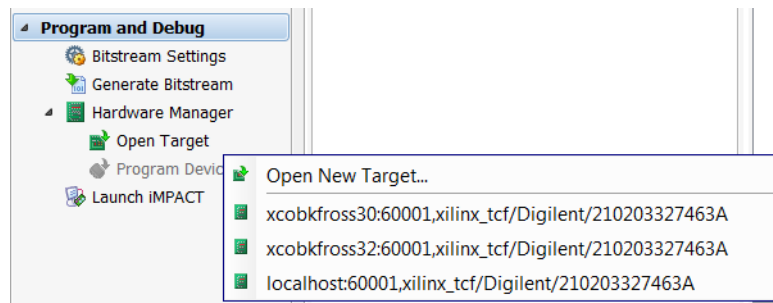 Program and Debug
Bitstream Settings
Generate Bitstream
Hardware Manager
Open Target
Program Devic
Launch iMPACT
Open New Target...
xcobkfross30:60001,xilinx_tcf/Digilent/210203327463A
xcobkfross32:60001,xilinx_tcf/Digilent/210203327463A
localhost:60001,xilinx_tcf/Digilent/210203327463A